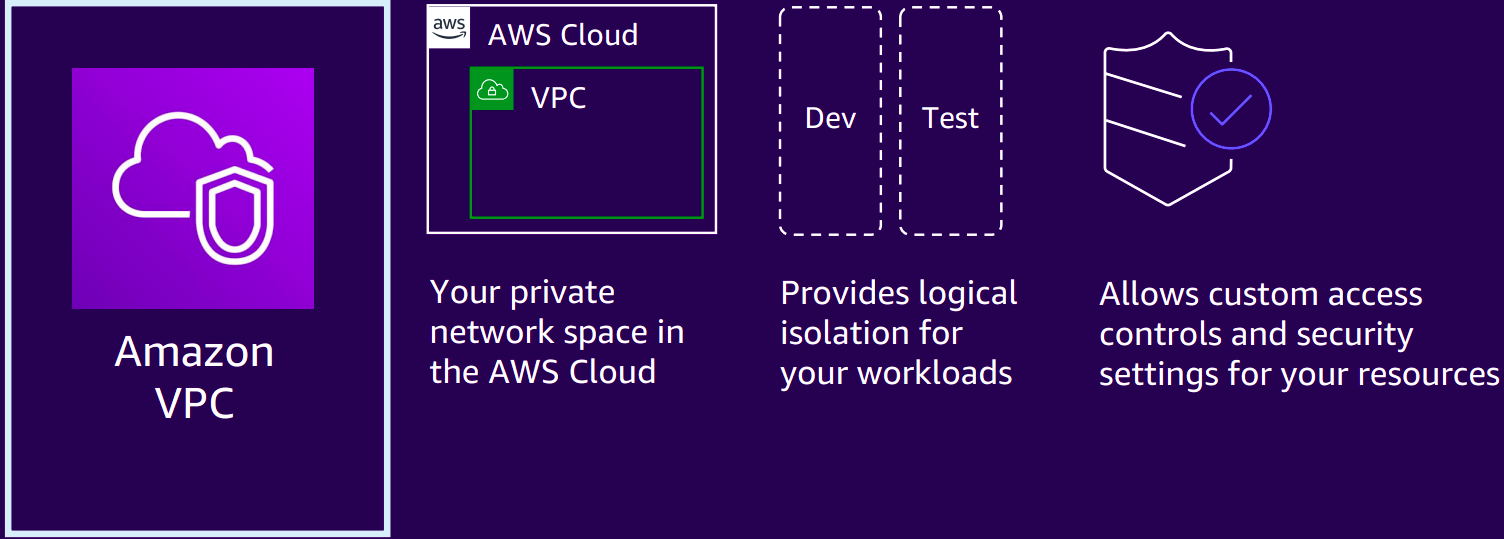 Amazon
VPC
aws
AWS Cloud
VPC
Your private
network space in
the AWS Cloud
Dev
Test
Provides logical
isolation for
your workloads
Allows custom access
controls and security
settings for your resources